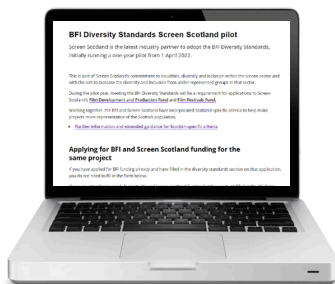 BFI Diversity Standards Screen Scotland pilot
Screen Scotland is the latest industry partner to adopt the BFI Diversity Standards,
initially running a one year pilot from 1 April 2022.
This is part of Screen Scotland's commitment to equalities, diversity and inclusion within the screen sector and
with the aim to increase the diversity and inclusion from under-represented groups in that sector.
During the pilot year, meeting the BFI Diversity Standards will be a requirement for applications to Screen
Scotland's Film Development and Production Fund and Film Festivals Fund.
Working together, the BFI and Screen Scotland have incorporated Scottish-specific criteria to help make
projects more representative of the Scottish population.
Further information and extended guidance for Scottish-specific criteria
Applying for BFI and Screen Scotland funding for the
same project
If you have applied for BFI funding already and have filled in the diversity standards section on that application,
you do not need to fill in the form below.